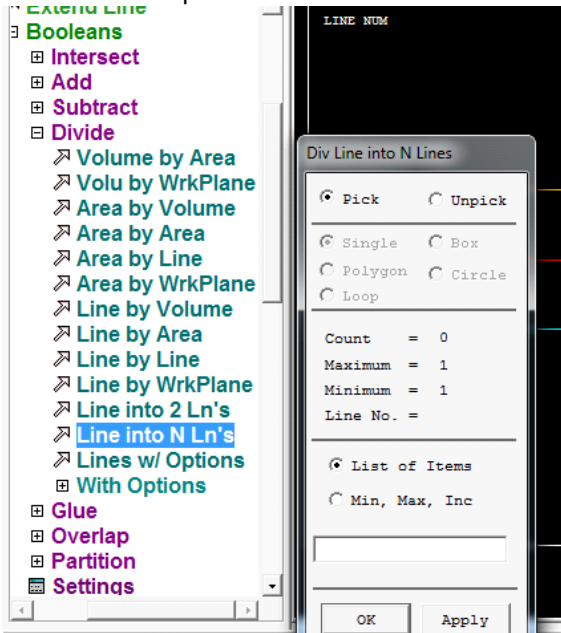 Extend Line
Booleans
Intersect
Add
Subtract
Divide
Volume by Area
Volu by WrkPlane
Area by Volume
Area by Area
Area by Line
Area by WrkPlane
Line by Volume
Line by Area
Line by Line
Line by WrkPlane
Line into 2 Ln's
Line into N Ln's
Lines w/ Options
With Options
Glue
Overlap
Partition
Settings
LINE NUM
Div Line into N Lines
Pick Unpick
Single Box
Polygon Circle
Loop
Count = 0
Maximum = 1
Minimum = 1
Line No. =
List of Items
Min, Max, Inc
OK Apply